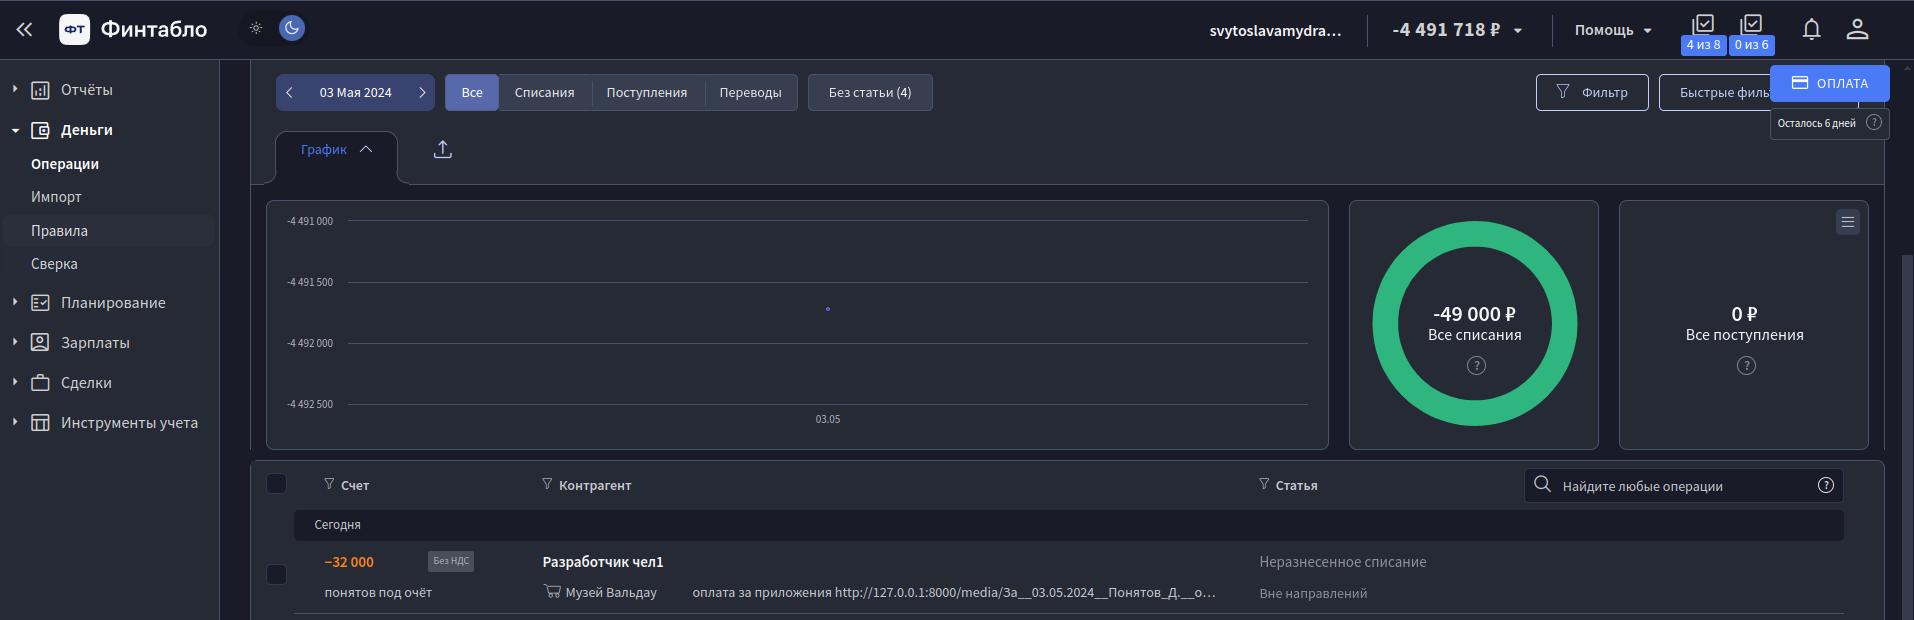 ФТ Финтабло
svytoslavamydra...
-4 491 718 ₽
Помощь
4 из 8
0 из 6
Отчёты
Деньги
Операции
Импорт
Правила
Сверка
Планирование
Зарплаты
Сделки
Инструменты учета
03 Мая 2024
Все
Списания
Поступления
Переводы
Без статьи (4)
Фильтр
Быстрые филь
ОПЛАТА
Осталось 6 дней ?
График
-4 491 000
-4 491 500
-4 492 000
-4 492 500
03.05
-49 000 ₽
Все списания
?
0 ₽
Все поступления
?
Счет
Контрагент
Статья
Найдите любые операции ?
Сегодня
−32 000
Без НДС
Разработчик чел1
Неразнесенное списание
понятов под очёт
Музей Вальдау
оплата за приложения http://127.0.0.1:8000/media/За__03.05.2024__Понятов_Д.__о...
Вне направлений